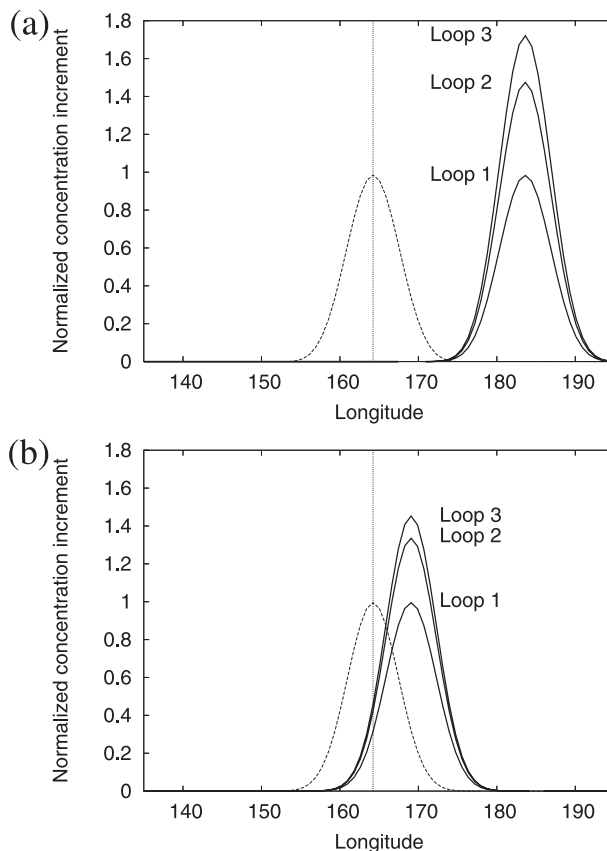 (a)
Normalized concentration increment
1.8
1.6
1.4
1.2
1
0.8
0.6
0.4
0.2
0
Loop 3
Loop 2
Loop 1
140 150 160 170 180 190
Longitude
(b)
Normalized concentration increment
1.8
1.6
1.4
1.2
1
0.8
0.6
0.4
0.2
0
Loop 3
Loop 2
Loop 1
140 150 160 170 180 190
Longitude